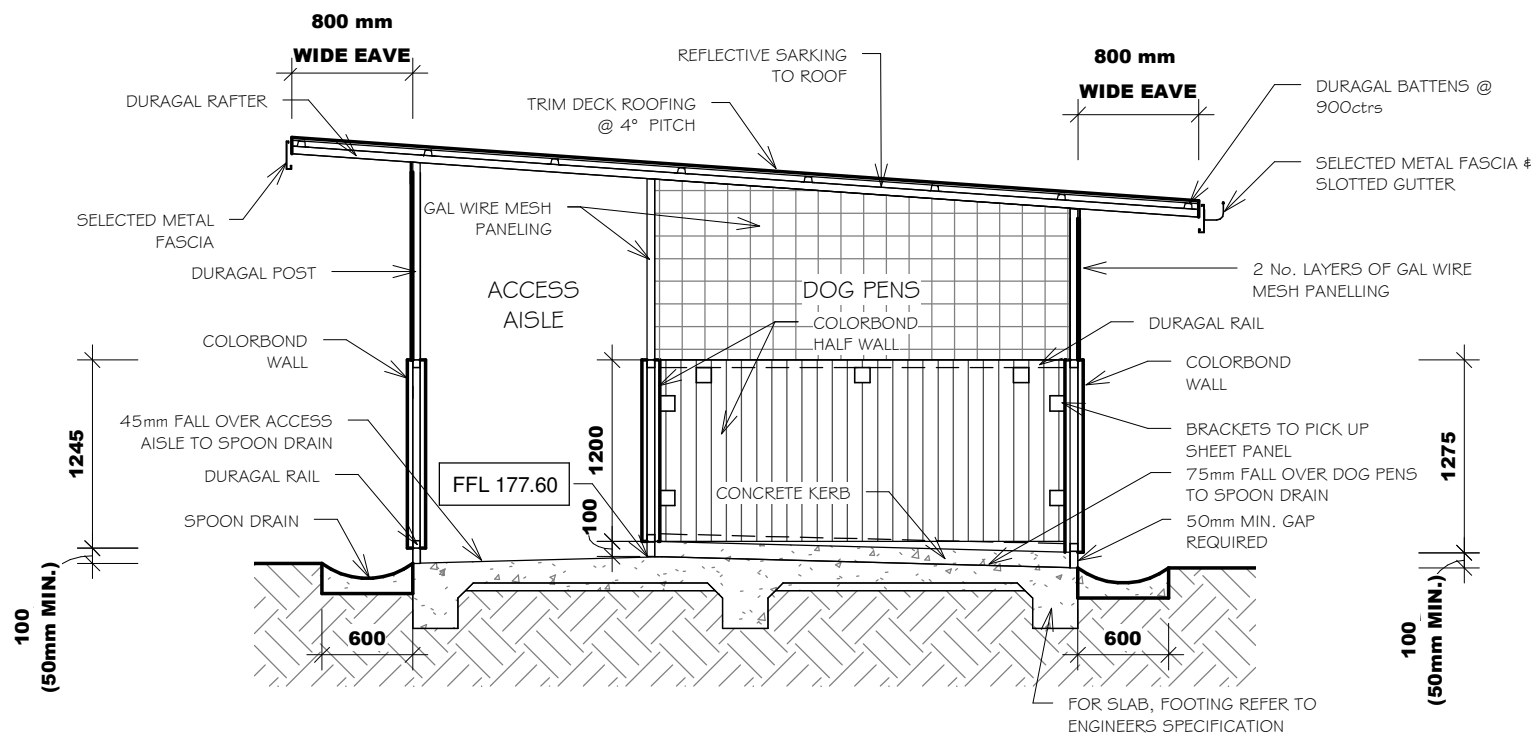 800 mm
WIDE EAVE
REFLECTIVE SARKING
TO ROOF
800 mm
WIDE EAVE
DURAGAL BATTENS @
900ctrs
DURAGAL RAFTER
TRIM DECK ROOFING
@ 4° PITCH
SELECTED METAL FASCIA &
SLOTTED GUTTER
SELECTED METAL
FASCIA
GAL WIRE MESH
PANELING
DURAGAL POST
2 No. LAYERS OF GAL WIRE
MESH PANELLING
ACCESS
AISLE
DOG PENS
COLORBOND
HALF WALL
DURAGAL RAIL
COLORBOND
WALL
COLORBOND
WALL
45mm FALL OVER ACCESS
AISLE TO SPOON DRAIN
BRACKETS TO PICK UP
SHEET PANEL
1245
1200
1275
DURAGAL RAIL
FFL 177.60
CONCRETE KERB
75mm FALL OVER DOG PENS
TO SPOON DRAIN
SPOON DRAIN
100
50mm MIN. GAP
REQUIRED
100
(50mm MIN.)
600
600
100
(50mm MIN.)
FOR SLAB, FOOTING REFER TO
ENGINEERS SPECIFICATION